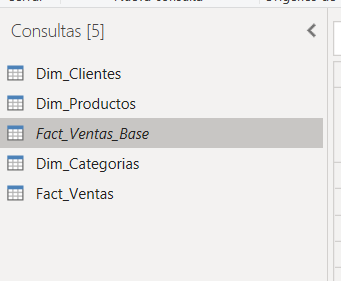 Consultas [5]
Dim_Clientes
Dim_Productos
Fact_Ventas_Base
Dim_Categorias
Fact_Ventas